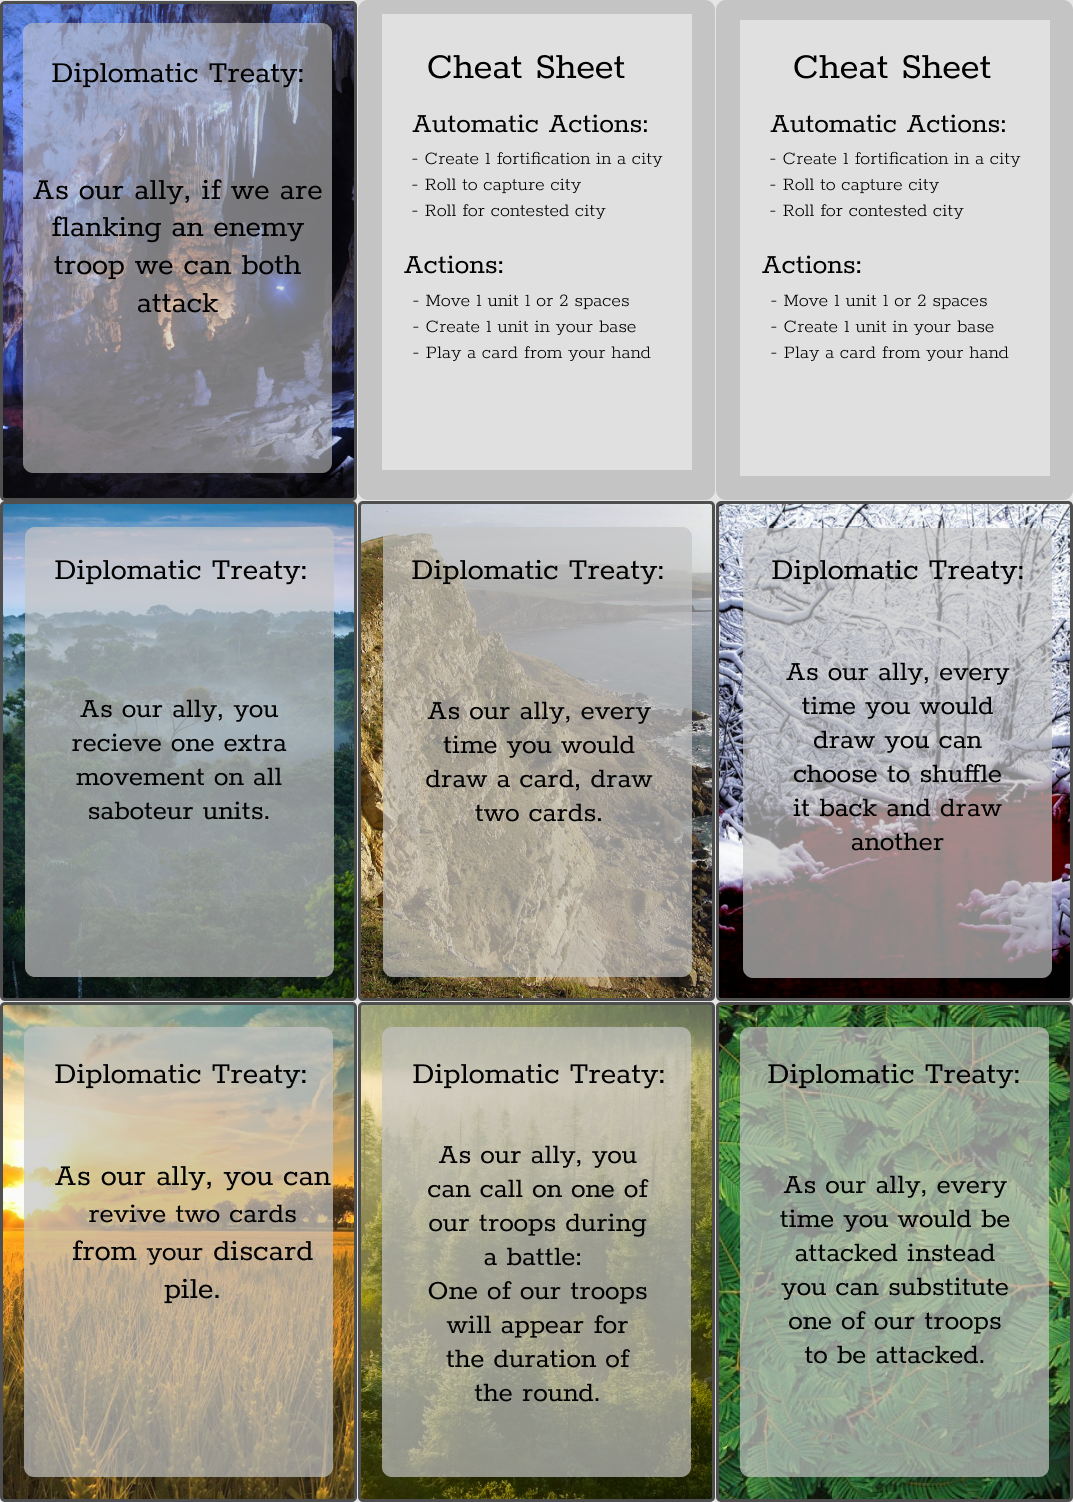 Diplomatic Treaty:
As our ally, if we are
flanking an enemy
troop we can both
attack
Cheat Sheet
Automatic Actions:
- Create 1 fortification in a city
- Roll to capture city
- Roll for contested city
Actions:
- Move 1 unit 1 or 2 spaces
- Create 1 unit in your base
- Play a card from your hand
Cheat Sheet
Automatic Actions:
- Create 1 fortification in a city
- Roll to capture city
- Roll for contested city
Actions:
- Move 1 unit 1 or 2 spaces
- Create 1 unit in your base
- Play a card from your hand
Diplomatic Treaty:
As our ally, you
recieve one extra
movement on all
saboteur units.
Diplomatic Treaty:
As our ally, every
time you would
draw a card, draw
two cards.
Diplomatic Treaty:
As our ally, every
time you would
draw you can
choose to shuffle
it back and draw
another
Diplomatic Treaty:
As our ally, you can
revive two cards
from your discard
pile.
Diplomatic Treaty:
As our ally, you
can call on one of
our troops during
a battle:
One of our troops
will appear for
the duration of
the round.
Diplomatic Treaty:
As our ally, every
time you would be
attacked instead
you can substitute
one of our troops
to be attacked.